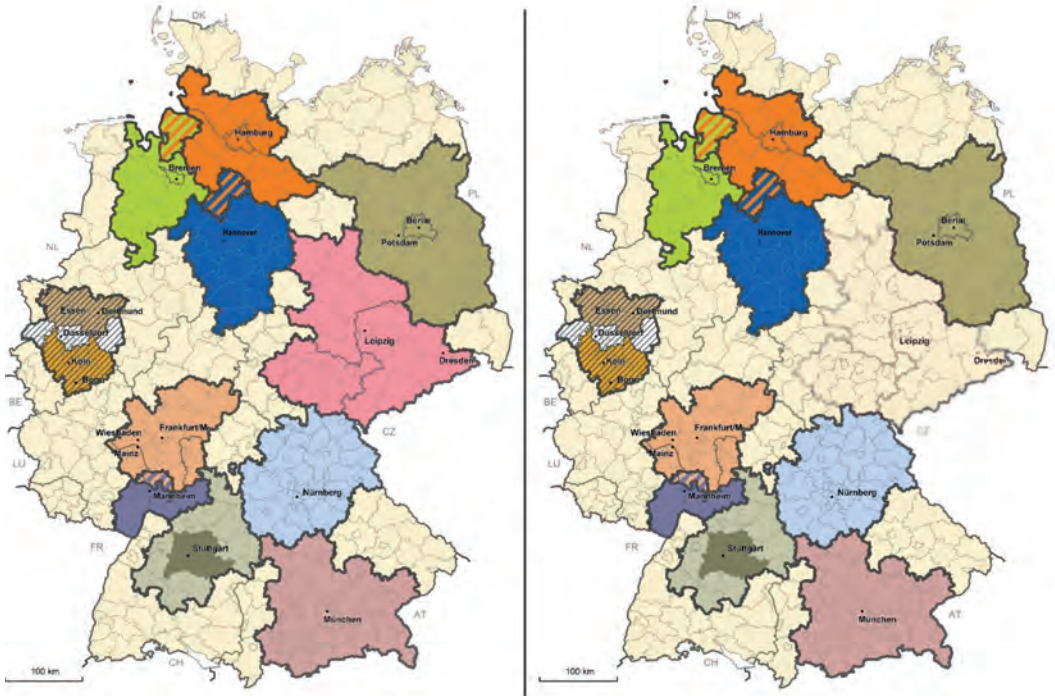 DK
Hamburg
Bremen
PL
Berlin
Potsdam
Hannover
NL
Essen
Dortmund
Düsseldorf
Köln
Bonn
Leipzig
Dresden
BE
Wiesbaden
Frankfurt/M.
Mainz
CZ
LU
Mannheim
Nürnberg
FR
Stuttgart
München
AT
CH
100 km
DK
Hamburg
Bremen
PL
Berlin
Potsdam
Hannover
NL
Essen
Dortmund
Düsseldorf
Köln
Bonn
Leipzig
Dresden
BE
Wiesbaden
Frankfurt/M.
Mainz
CZ
LU
Mannheim
Nürnberg
FR
Stuttgart
München
AT
CH
100 km